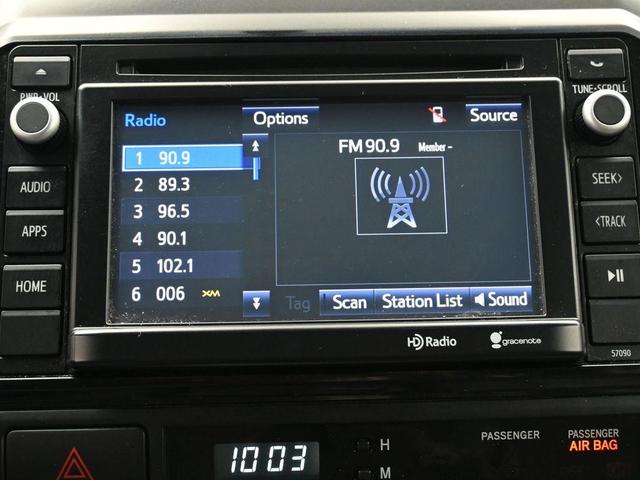 PWR·VOL
TUNE·SCROLL
Radio
Options
Source
1 90.9
FM 90.9 Member -
2 89.3
3 96.5
4 90.1
5 102.1
6 006 XM
Tag
Scan
Station List
Sound
AUDIO
APPS
HOME
SEEK>
<TRACK
HD Radio
gracenote
57090
10:03
H
M
PASSENGER
PASSENGER
AIR BAG